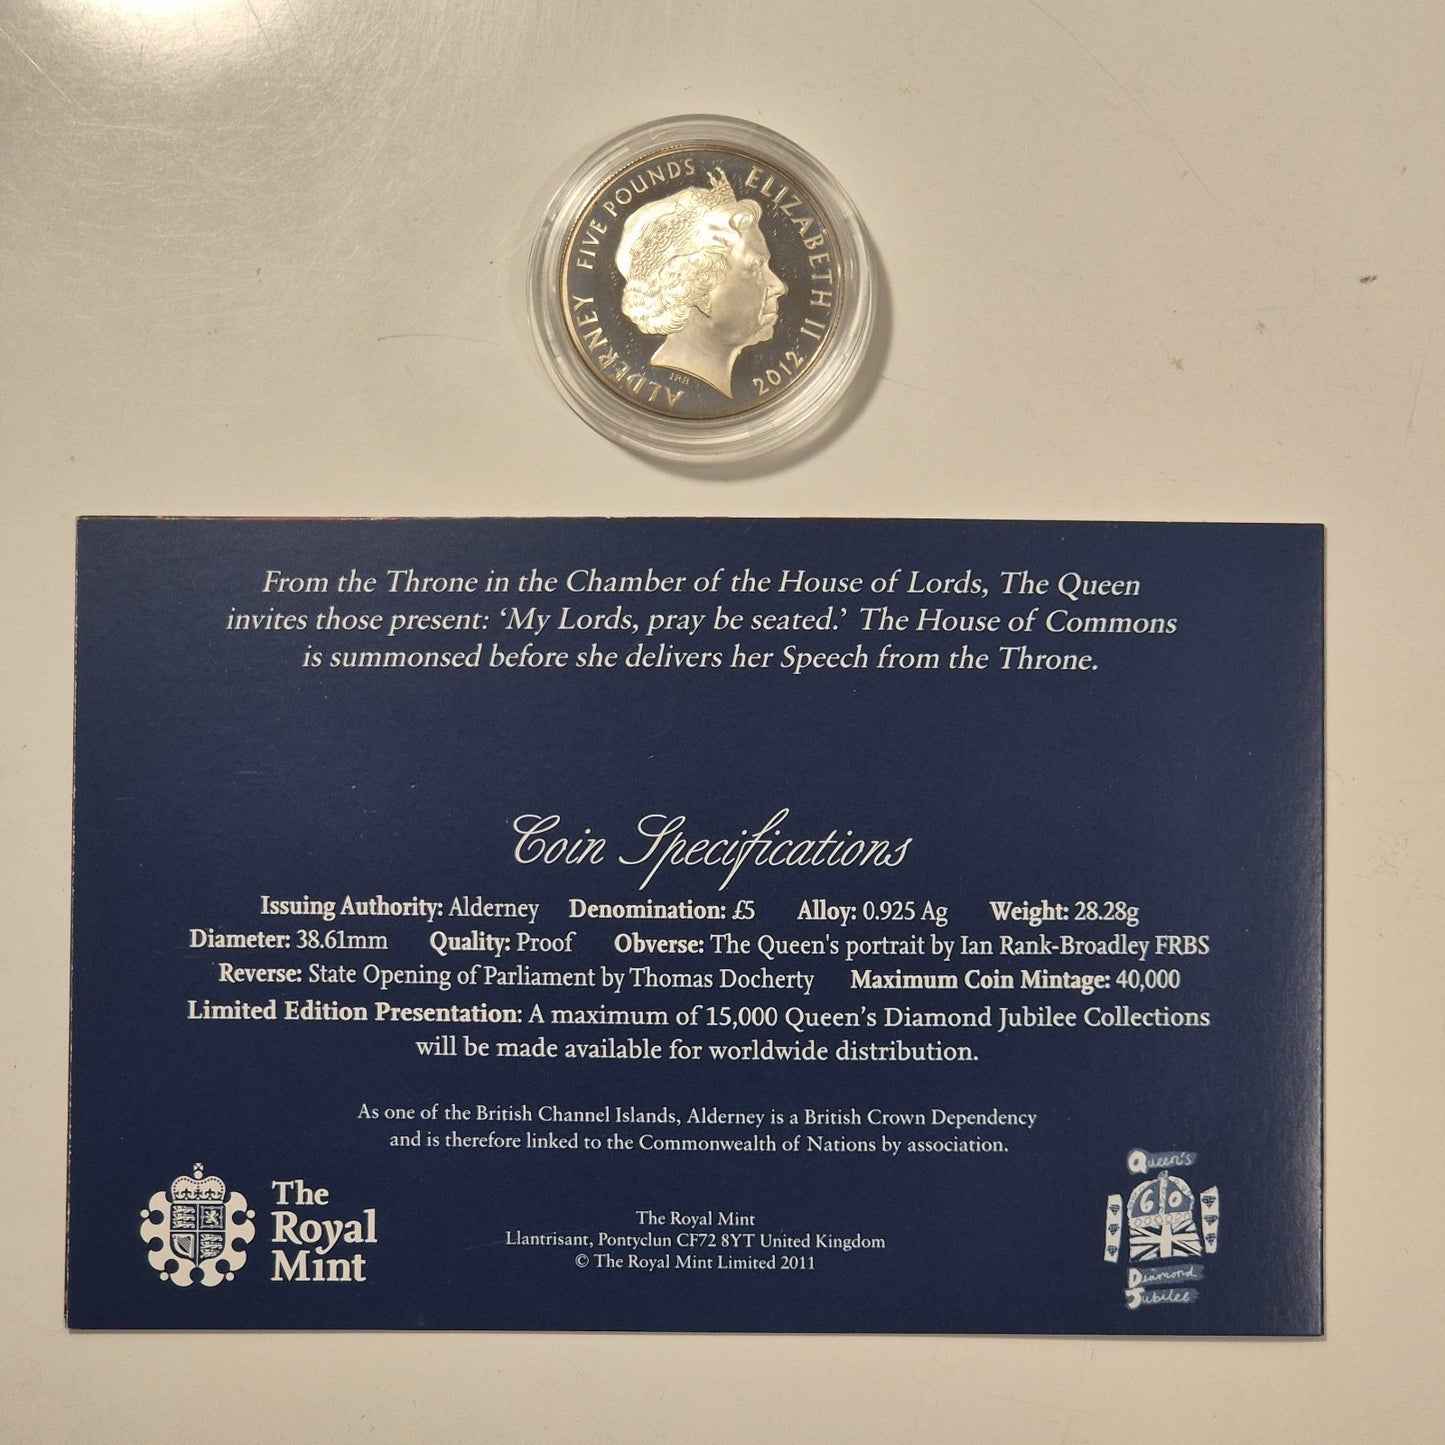 ALDERNEY FIVE POUNDS ELIZABETH II 2012
IRB
From the Throne in the Chamber of the House of Lords, The Queen
invites those present: ‘My Lords, pray be seated.’ The House of Commons
is summonsed before she delivers her Speech from the Throne.
Coin Specifications
Issuing Authority: Alderney Denomination: £5 Alloy: 0.925 Ag Weight: 28.28g
Diameter: 38.61mm Quality: Proof Obverse: The Queen's portrait by Ian Rank-Broadley FRBS
Reverse: State Opening of Parliament by Thomas Docherty Maximum Coin Mintage: 40,000
Limited Edition Presentation: A maximum of 15,000 Queen’s Diamond Jubilee Collections
will be made available for worldwide distribution.
As one of the British Channel Islands, Alderney is a British Crown Dependency
and is therefore linked to the Commonwealth of Nations by association.
The
Royal
Mint
The Royal Mint
Llantrisant, Pontyclun CF72 8YT United Kingdom
© The Royal Mint Limited 2011
Queen's
60
Diamond
Jubilee